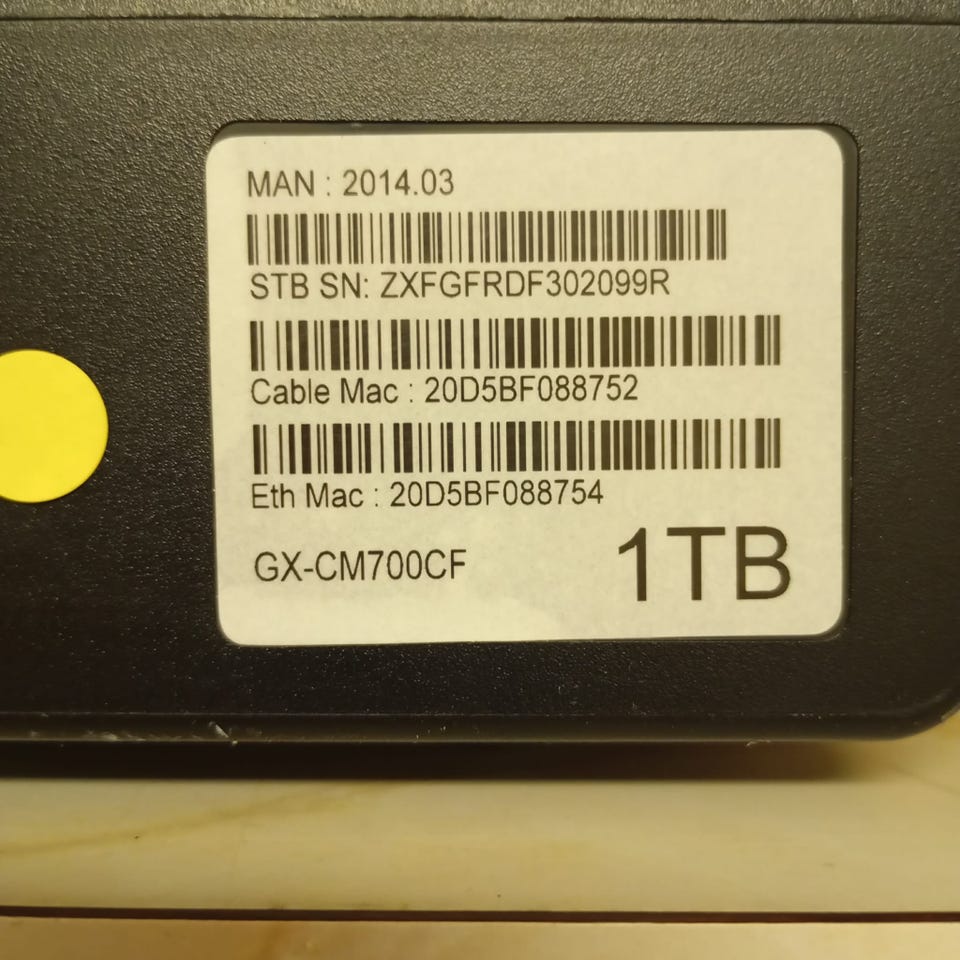 MAN : 2014.03
STB SN: ZXFGFRDF302099R
Cable Mac : 20D5BF088752
Eth Mac : 20D5BF088754
GX-CM700CF
1TB